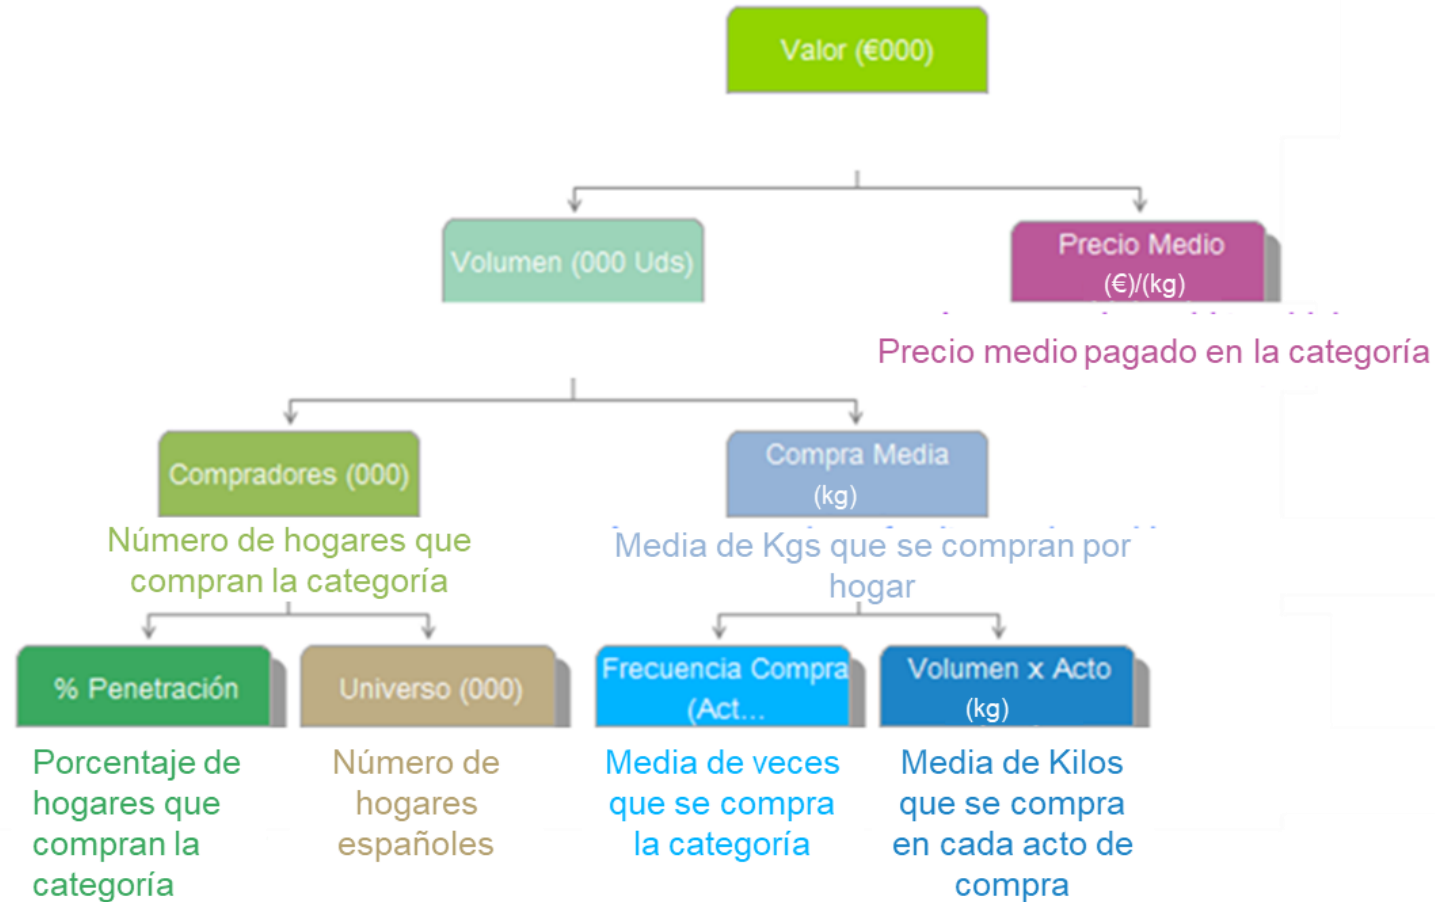 Valor (€000)
Volumen (000 Uds)
Precio Medio
(€)/(kg)
Precio medio pagado en la categoría
Compradores (000)
Compra Media
(kg)
Número de hogares que
compran la categoría
Media de Kgs que se compran por
hogar
% Penetración
Universo (000)
Frecuencia Compra
(Act...
Volumen x Acto
(kg)
Porcentaje de
hogares que
compran la
categoría
Número de
hogares
españoles
Media de veces
que se compra
la categoría
Media de Kilos
que se compra
en cada acto de
compra